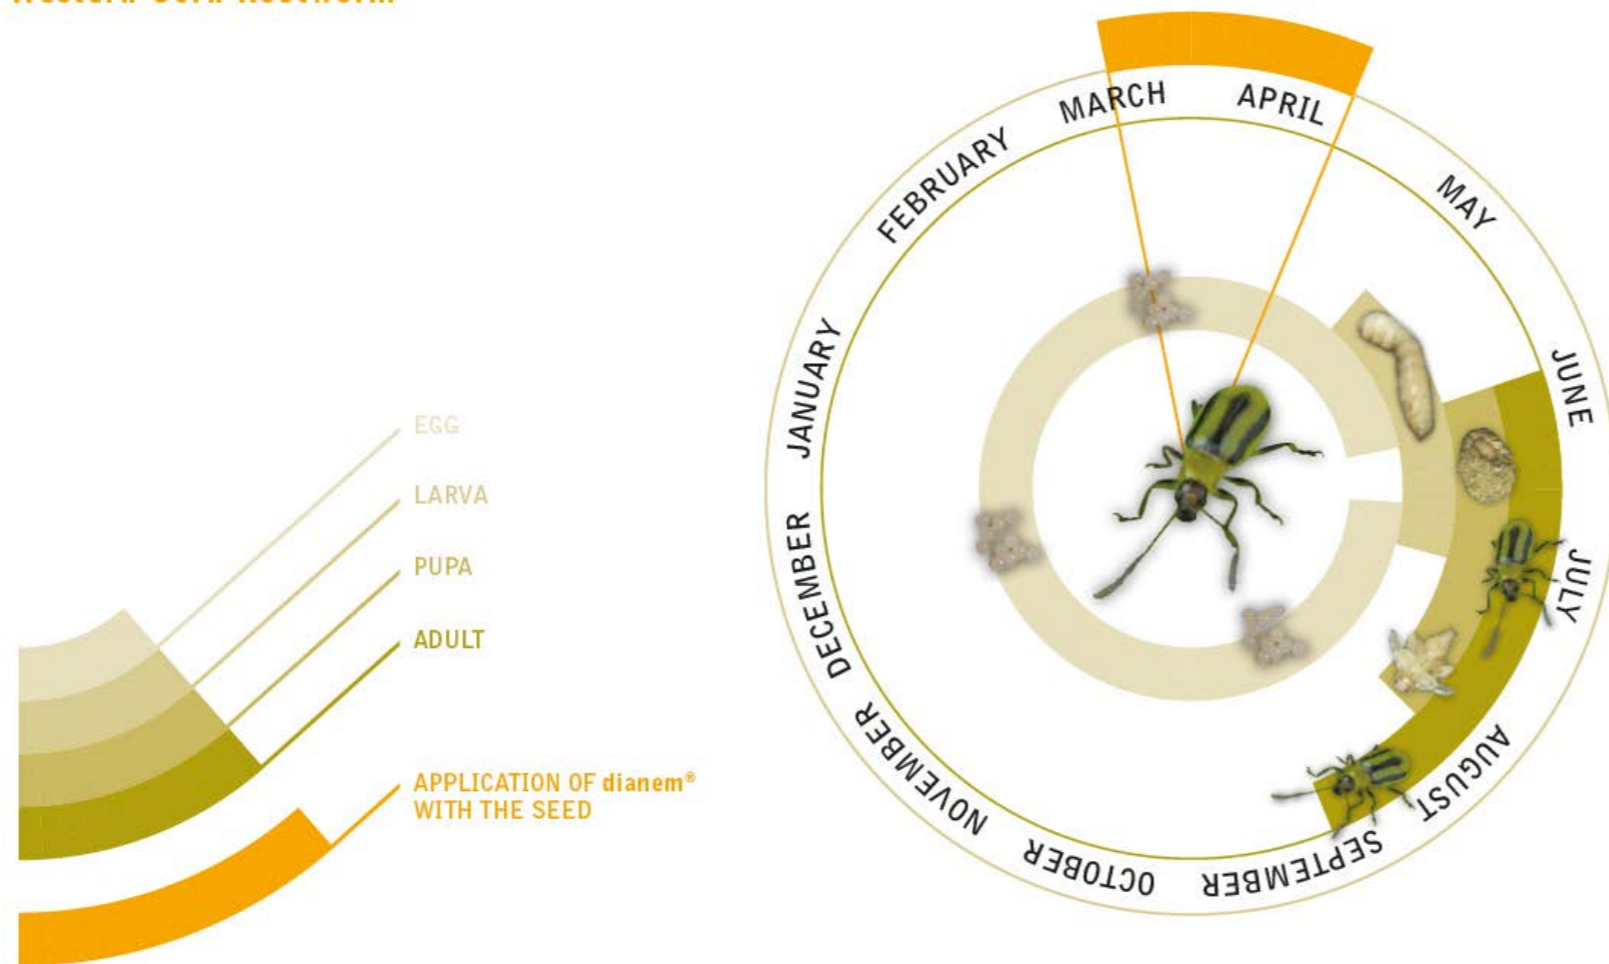 EGG
LARVA
PUPA
ADULT
APPLICATION OF dianem®
WITH THE SEED
JANUARY
FEBRUARY
MARCH
APRIL
MAY
JUNE
JULY
AUGUST
SEPTEMBER
OCTOBER
NOVEMBER
DECEMBER